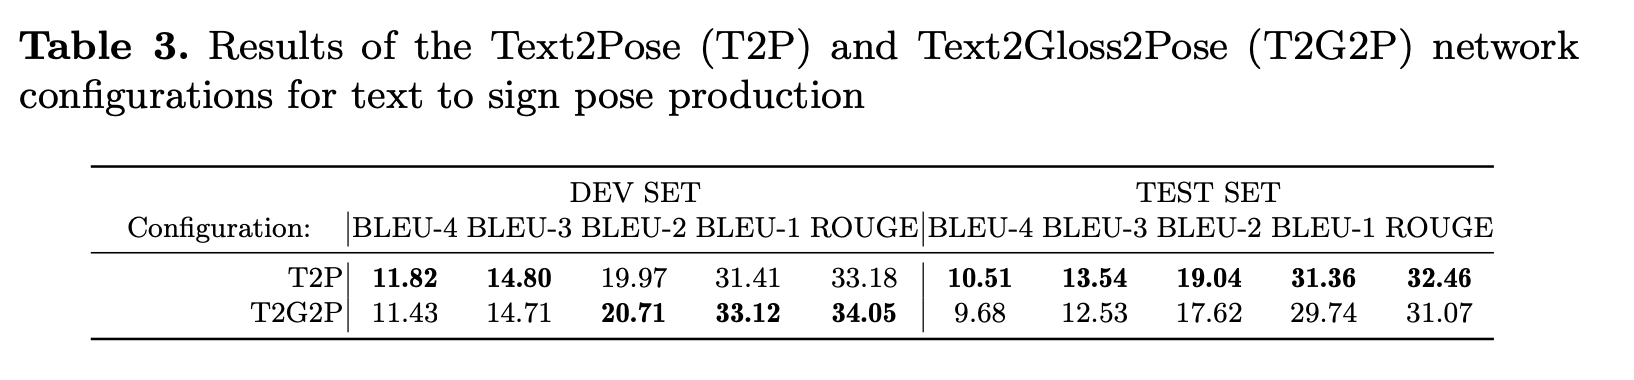 Table 3. Results of the Text2Pose (T2P) and Text2Gloss2Pose (T2G2P) network
configurations for text to sign pose production
DEV SET TEST SET
Configuration: BLEU-4 BLEU-3 BLEU-2 BLEU-1 ROUGE BLEU-4 BLEU-3 BLEU-2 BLEU-1 ROUGE
T2P 11.82 14.80 19.97 31.41 33.18 10.51 13.54 19.04 31.36 32.46
T2G2P 11.43 14.71 20.71 33.12 34.05 9.68 12.53 17.62 29.74 31.07